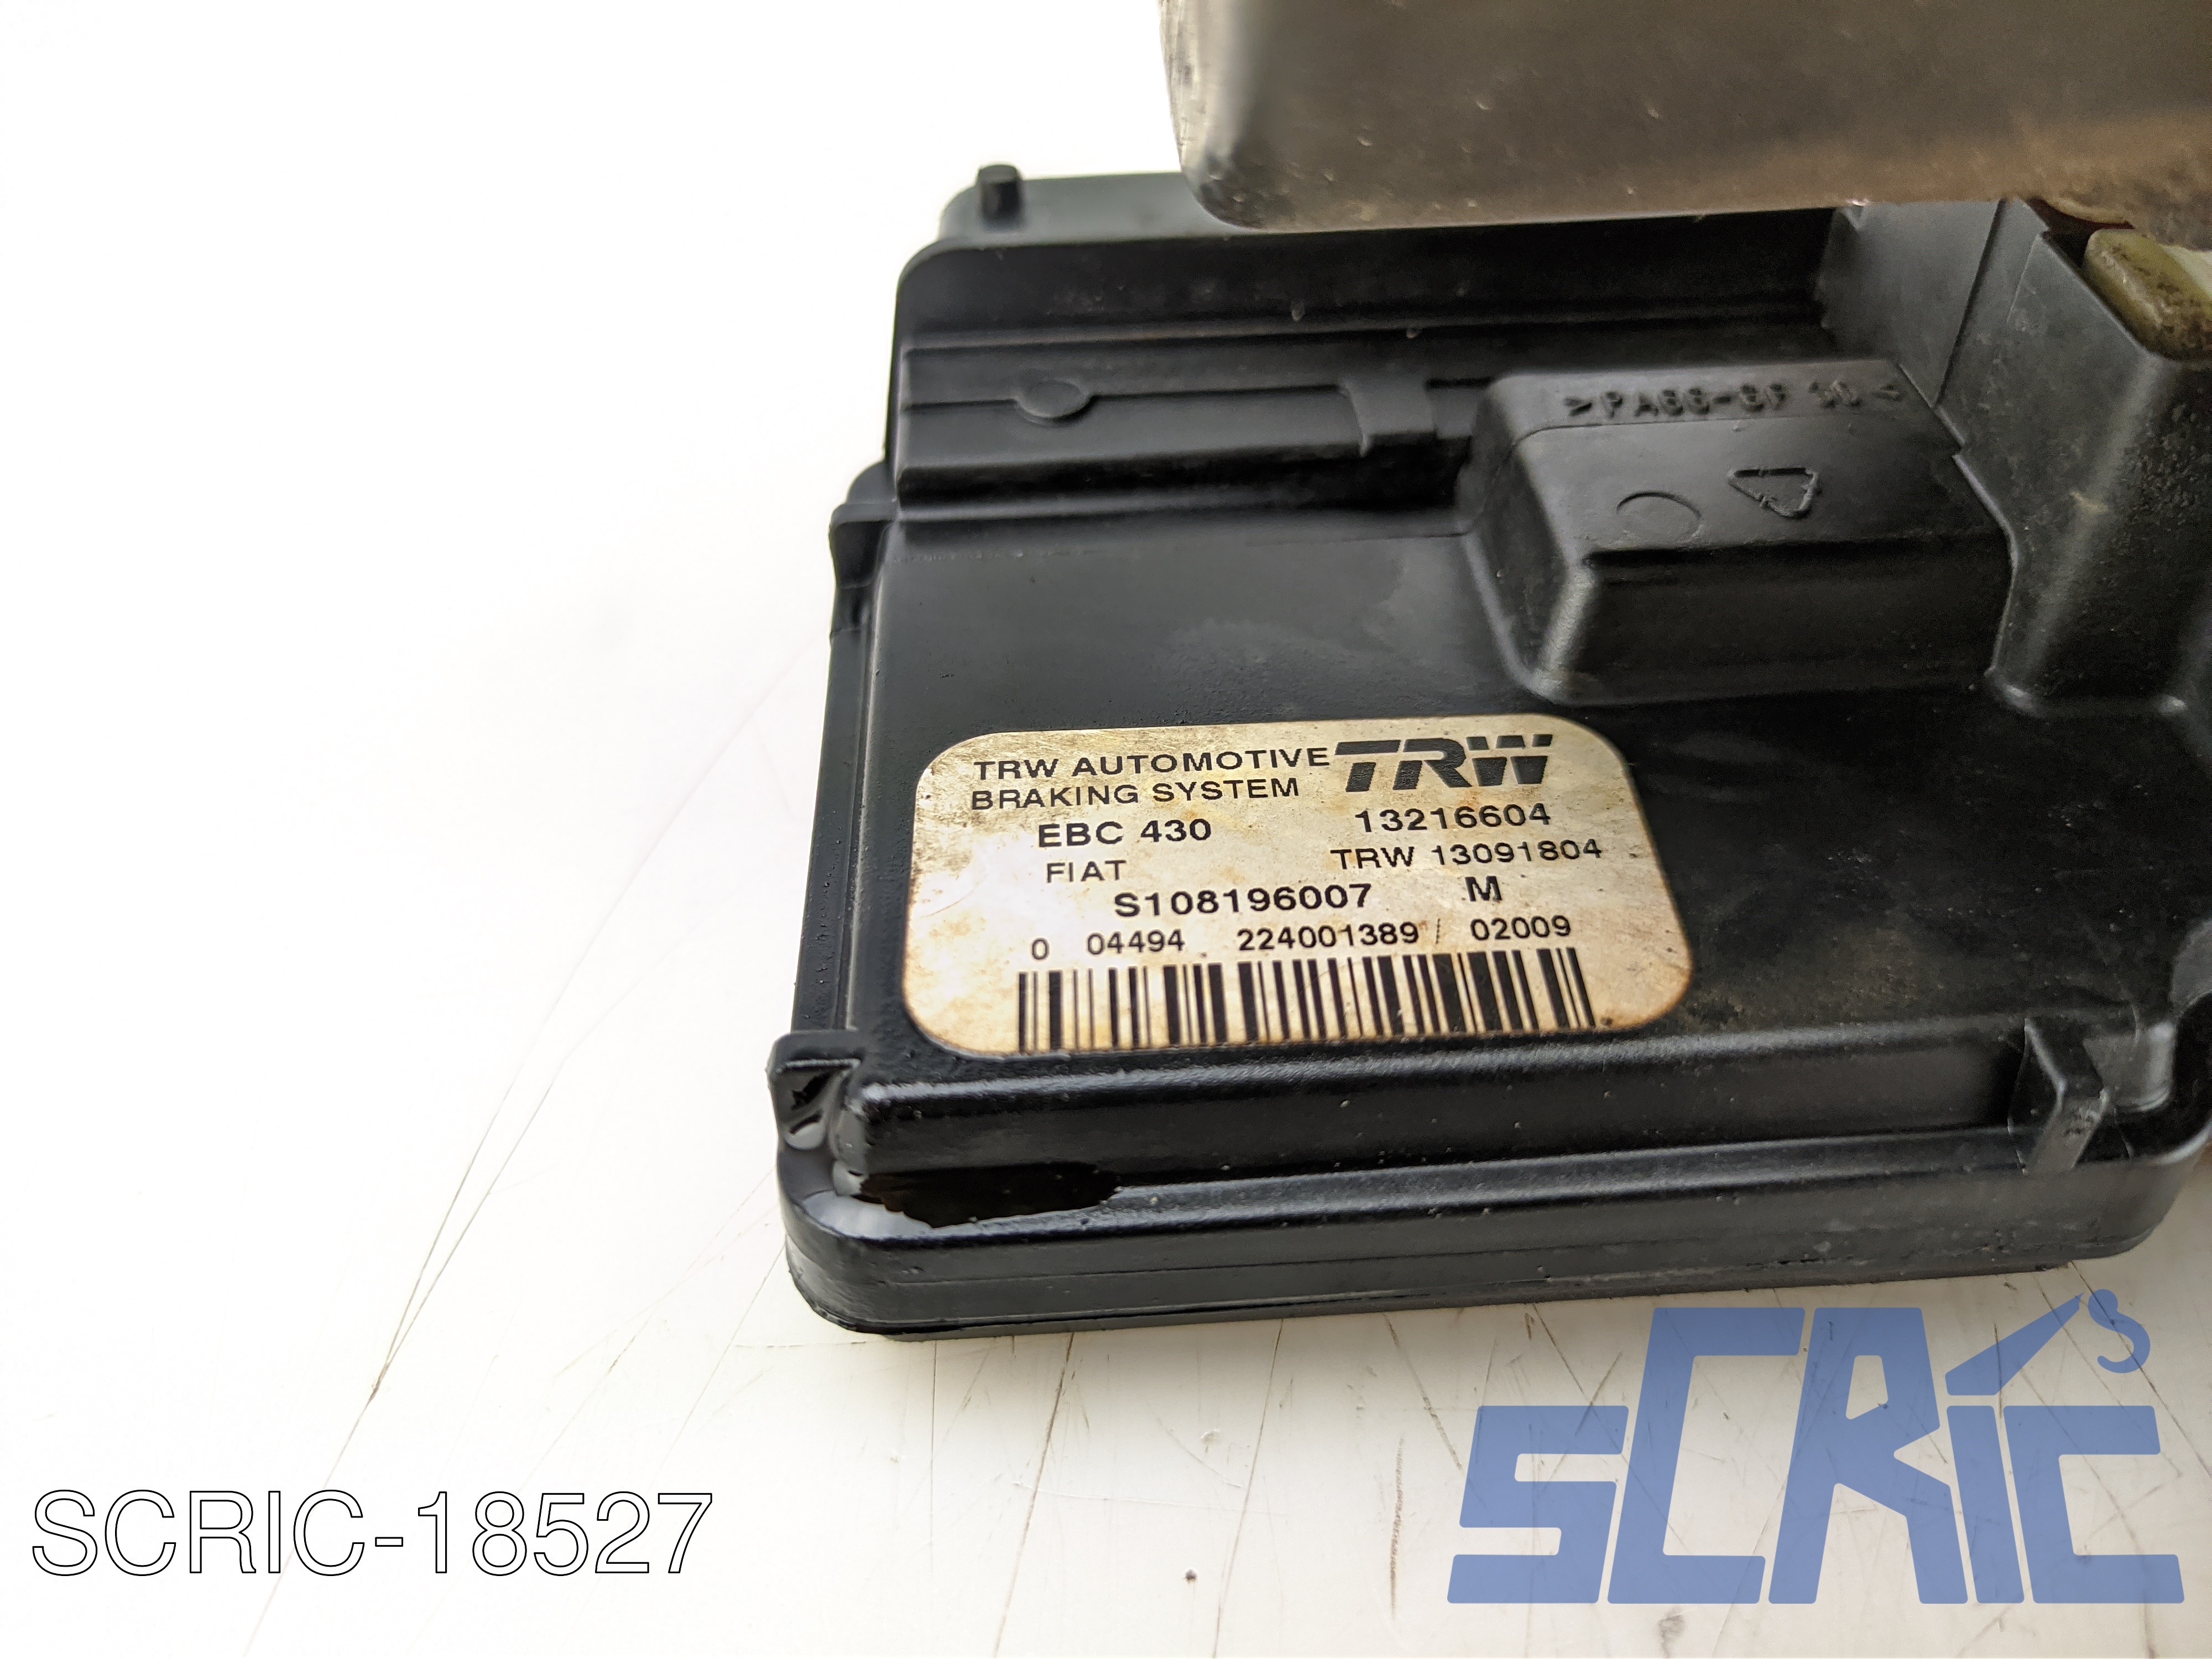 TRW AUTOMOTIVE TRW
BRAKING SYSTEM
EBC 430 13216604
FIAT TRW 13091804
S108196007 M
0 04494 224001389/ 02009
SCRIC
SCRIC-18527